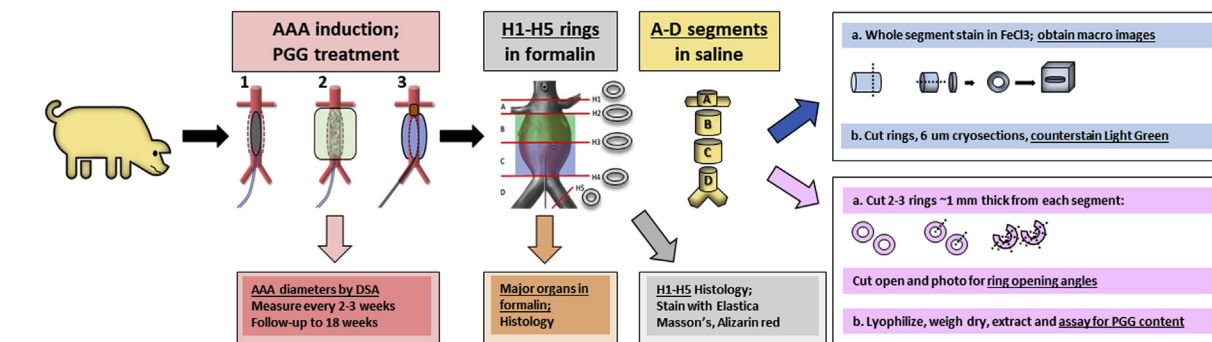 AAA induction;
PGG treatment
1 2 3
H1-H5 rings
in formalin
A
B
C
D
H1
H2
H3
H4
H5
A-D segments
in saline
A
B
C
D
a. Whole segment stain in FeCl3; obtain macro images
b. Cut rings, 6 um cryosections, counterstain Light Green
a. Cut 2-3 rings ~1 mm thick from each segment:
Cut open and photo for ring opening angles
b. Lyophilize, weigh dry, extract and assay for PGG content
AAA diameters by DSA
Measure every 2-3 weeks
Follow-up to 18 weeks
Major organs in
formalin;
Histology
H1-H5 Histology;
Stain with Elastica
Masson's, Alizarin red